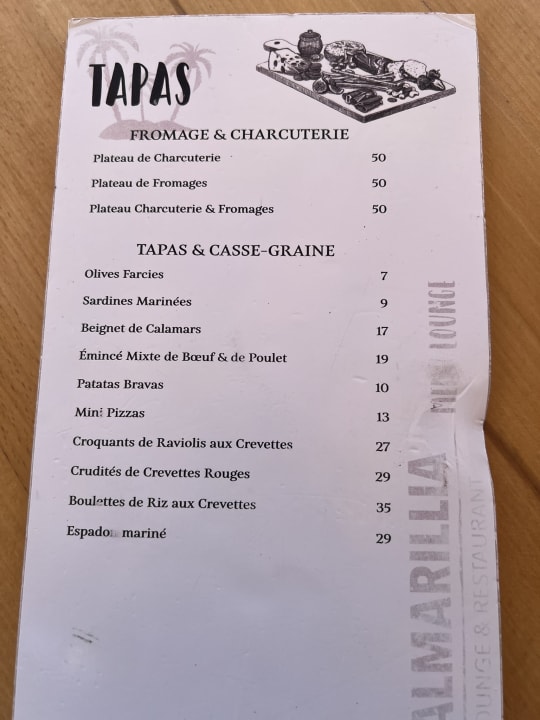 TAPAS
FROMAGE & CHARCUTERIE
Plateau de Charcuterie 50
Plateau de Fromages 50
Plateau Charcuterie & Fromages 50
TAPAS & CASSE-GRAINE
Olives Farcies 7
Sardines Marinées 9
Beignet de Calamars 17
Émincé Mixte de Bœuf & de Poulet 19
Patatas Bravas 10
Mini Pizzas 13
Croquants de Raviolis aux Crevettes 27
Crudités de Crevettes Rouges 29
Boulettes de Riz aux Crevettes 35
Espadon mariné 29
LOUNGE
ALMARILLIA
OUNGE & RESTAURANT